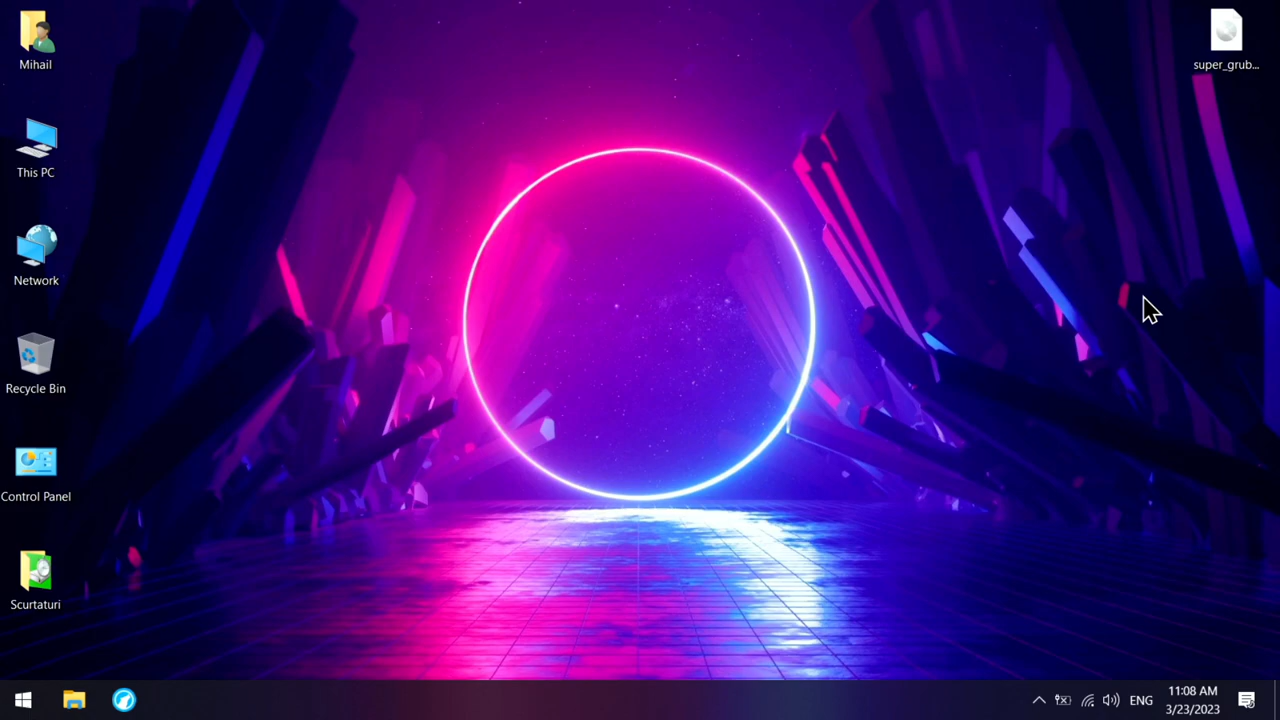 Mihail
This PC
Network
Recycle Bin
Control Panel
Scurtaturi
super_grub...
ENG
11:08 AM
3/23/2023